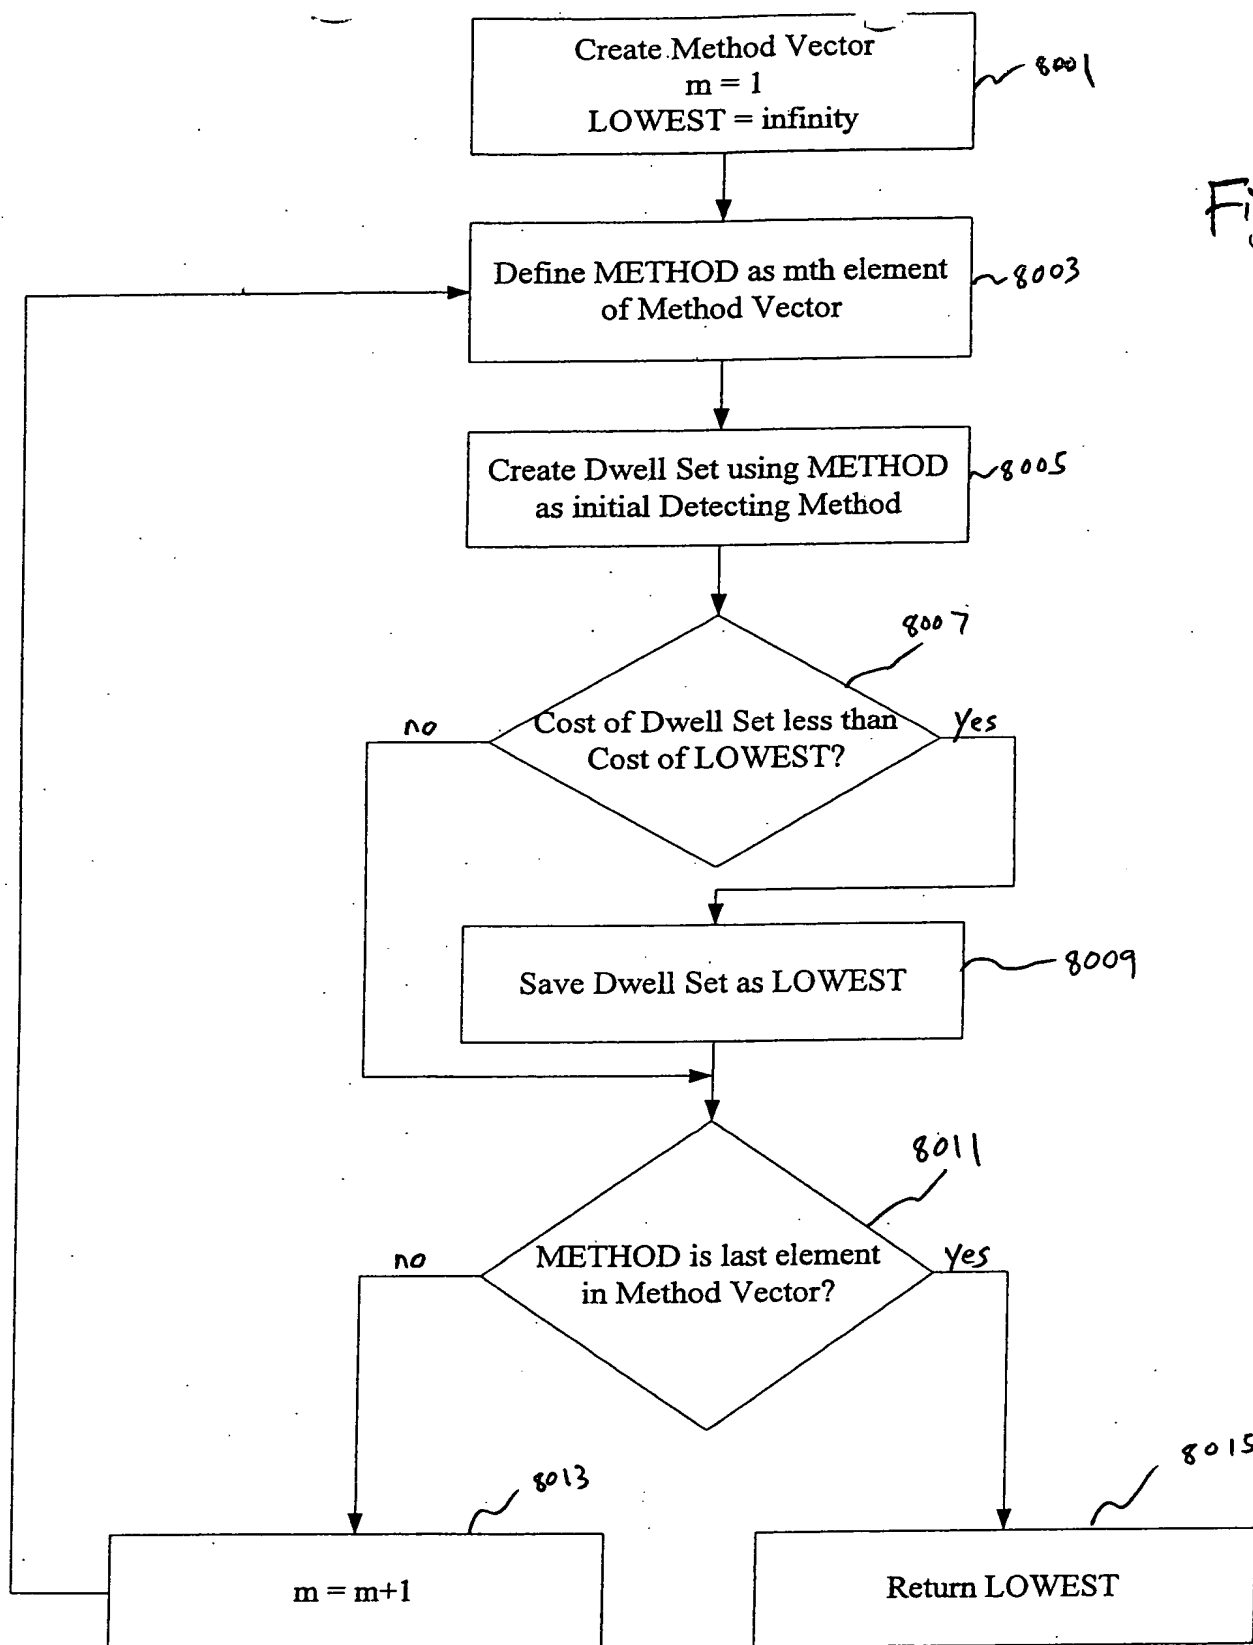 Create Method Vector
m = 1
LOWEST = infinity
8001
Define METHOD as mth element
of Method Vector
8003
Create Dwell Set using METHOD
as initial Detecting Method
8005
8007
Cost of Dwell Set less than
Cost of LOWEST?
no
Yes
Save Dwell Set as LOWEST
8009
8011
METHOD is last element
in Method Vector?
no
Yes
8013
m = m+1
8015
Return LOWEST